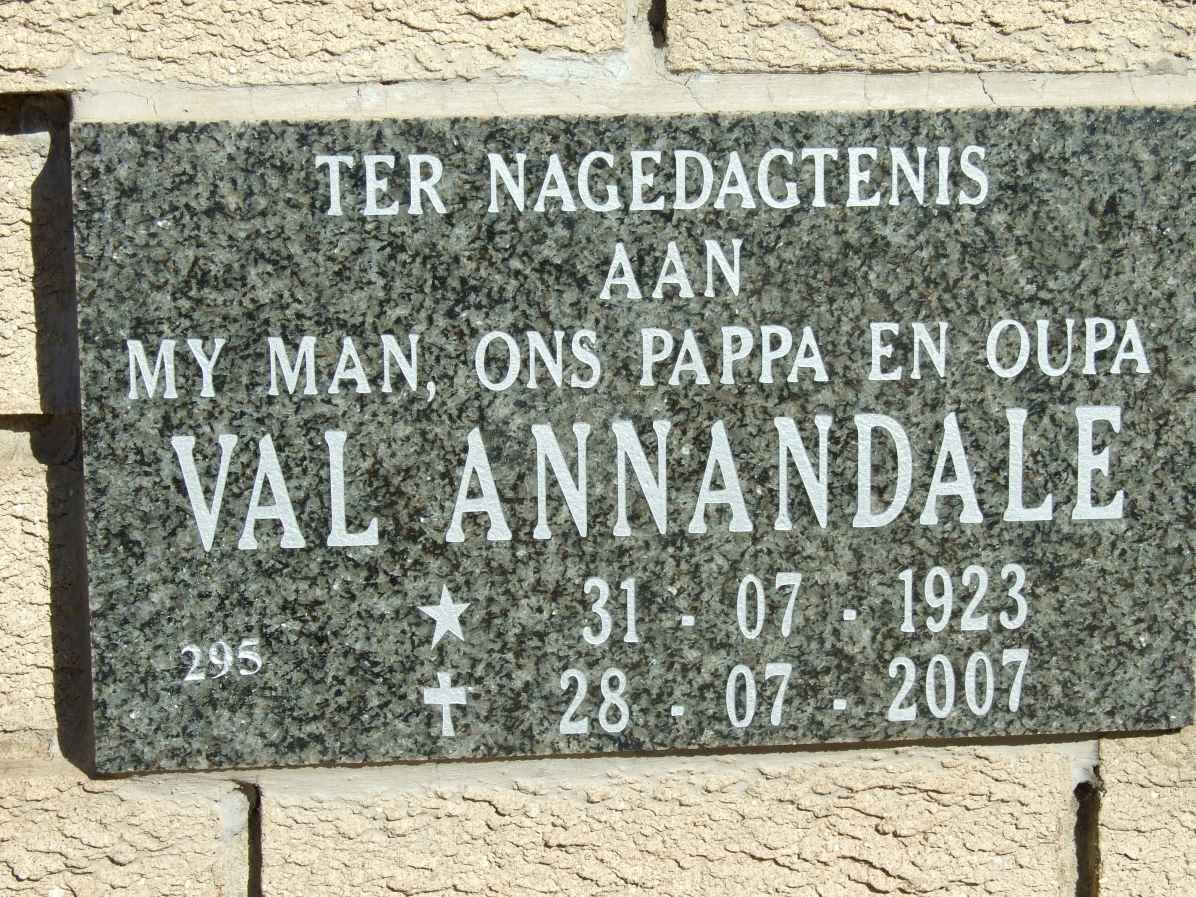 TER NAGEDAGTENIS
AAN
MY MAN, ONS PAPPA EN OUPA
VAL ANNANDALE
★ 31 - 07 - 1923
295
✝ 28 - 07 - 2007